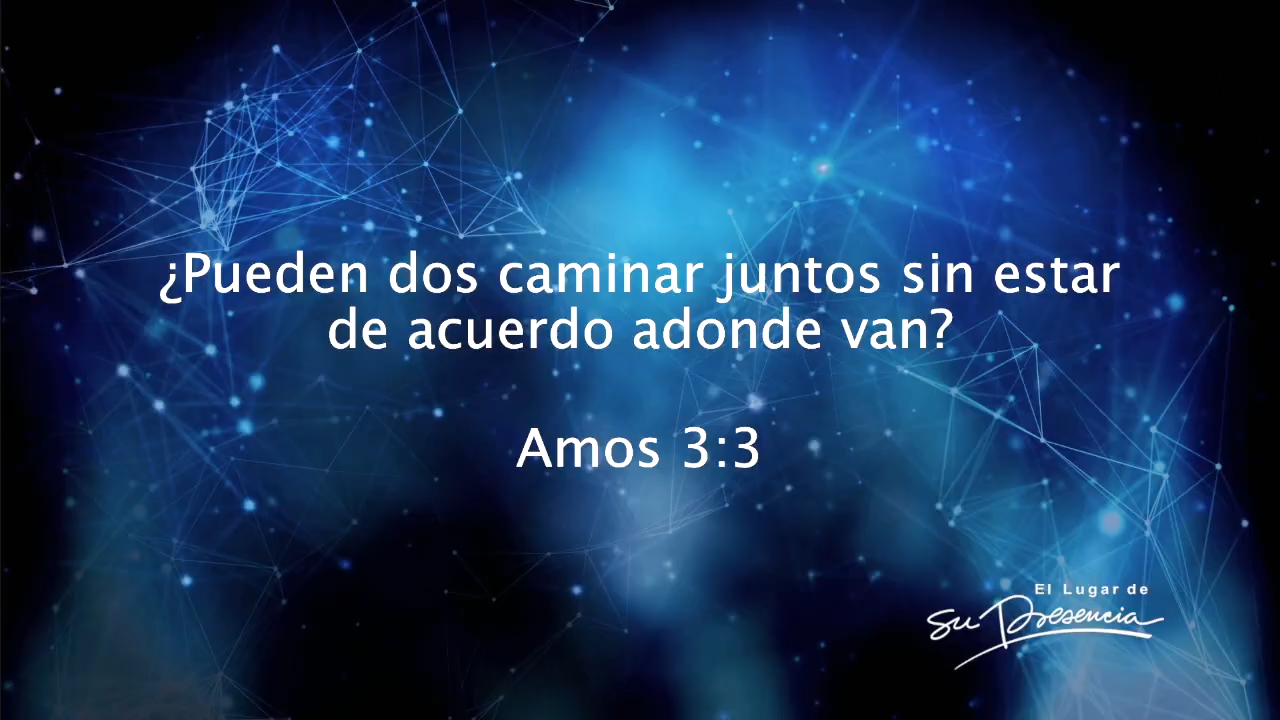 ¿Pueden dos caminar juntos sin estar
de acuerdo adonde van?
Amos 3:3
El Lugar de
Su Presencia